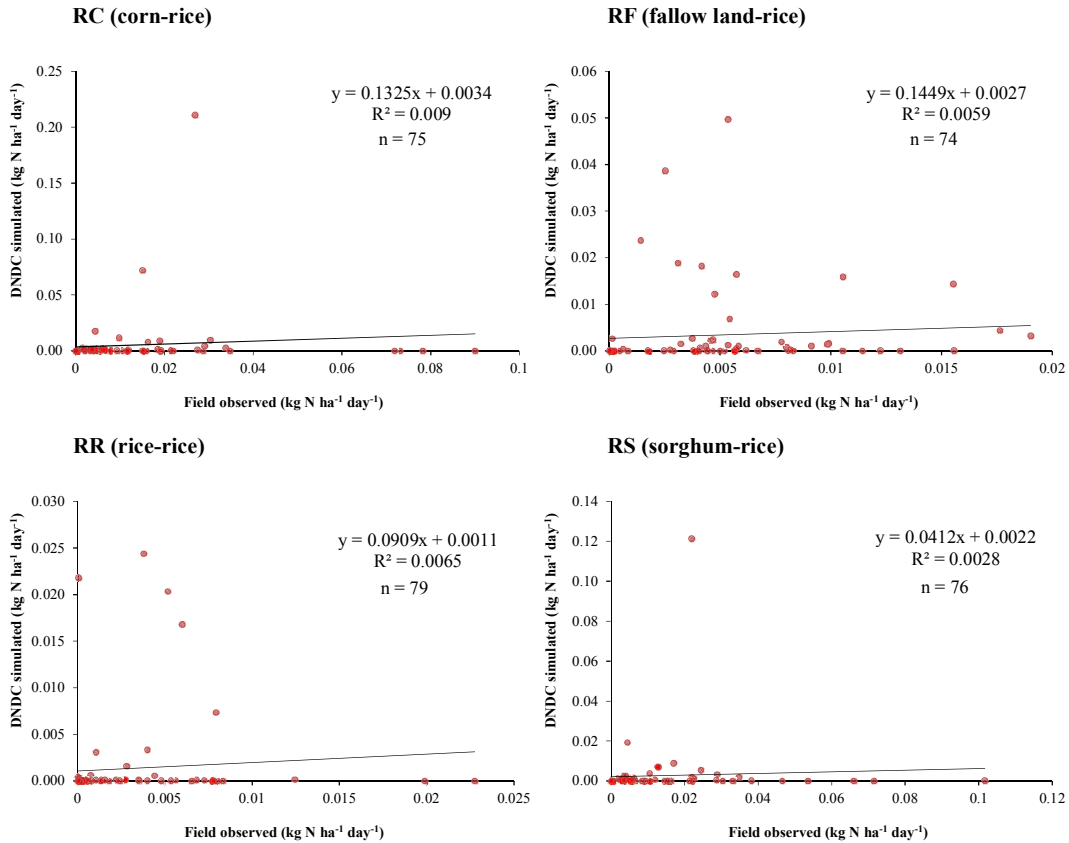 RC (corn-rice)
DNDC simulated (kg N ha⁻¹ day⁻¹)
0.25
0.20
0.15
0.10
0.05
0.00
y = 0.1325x + 0.0034
R² = 0.009
n = 75
0
0.02
0.04
0.06
0.08
0.1
Field observed (kg N ha⁻¹ day⁻¹)
RF (fallow land-rice)
DNDC simulated (kg N ha⁻¹ day⁻¹)
0.06
0.05
0.04
0.03
0.02
0.01
0.00
y = 0.1449x + 0.0027
R² = 0.0059
n = 74
0
0.005
0.01
0.015
0.02
Field observed (kg N ha⁻¹ day⁻¹)
RR (rice-rice)
DNDC simulated (kg N ha⁻¹ day⁻¹)
0.030
0.025
0.020
0.015
0.010
0.005
0.000
y = 0.0909x + 0.0011
R² = 0.0065
n = 79
0
0.005
0.01
0.015
0.02
0.025
Field observed (kg N ha⁻¹ day⁻¹)
RS (sorghum-rice)
DNDC simulated (kg N ha⁻¹ day⁻¹)
0.14
0.12
0.10
0.08
0.06
0.04
0.02
0.00
y = 0.0412x + 0.0022
R² = 0.0028
n = 76
0
0.02
0.04
0.06
0.08
0.1
0.12
Field observed (kg N ha⁻¹ day⁻¹)